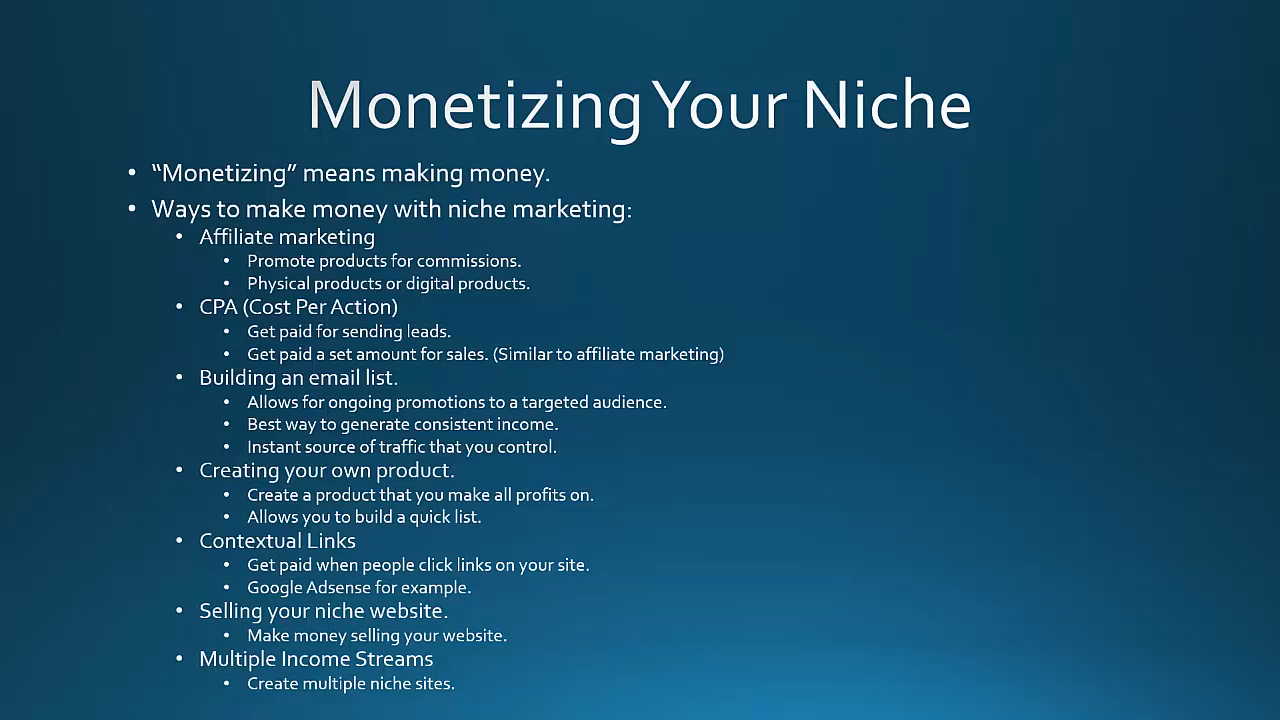 Monetizing Your Niche
• “Monetizing” means making money.
• Ways to make money with niche marketing:
• Affiliate marketing
• Promote products for commissions.
• Physical products or digital products.
• CPA (Cost Per Action)
• Get paid for sending leads.
• Get paid a set amount for sales. (Similar to affiliate marketing)
• Building an email list.
• Allows for ongoing promotions to a targeted audience.
• Best way to generate consistent income.
• Instant source of traffic that you control.
• Creating your own product.
• Create a product that you make all profits on.
• Allows you to build a quick list.
• Contextual Links
• Get paid when people click links on your site.
• Google Adsense for example.
• Selling your niche website.
• Make money selling your website.
• Multiple Income Streams
• Create multiple niche sites.